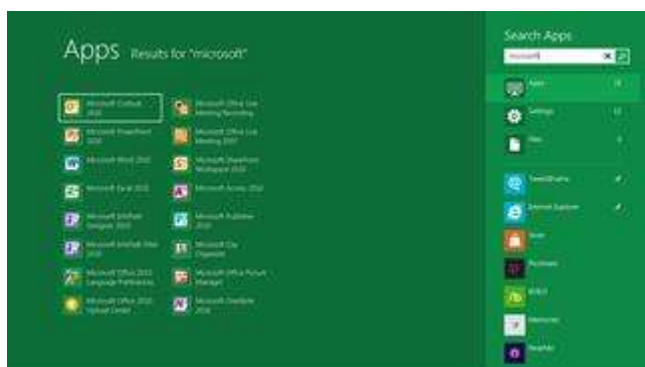 Apps Results for "microsoft"
Microsoft Outlook
2010
Microsoft PowerPoint
2010
Microsoft Word 2010
Microsoft Excel 2010
Microsoft InfoPath
Designer 2010
Microsoft InfoPath Filler
2010
Microsoft Office 2010
Language Preferences
Microsoft Office 2010
Upload Center
Microsoft Office Live
Meeting Recording
Microsoft Office Live
Meeting 2007
Microsoft SharePoint
Workspace 2010
Microsoft Access 2010
Microsoft Publisher
2010
Microsoft Clip
Organizer
Microsoft Office Picture
Manager
Microsoft OneNote
2010
Search Apps
microsoft
Apps
Settings
Files
Internet Explorer
Store
Memories